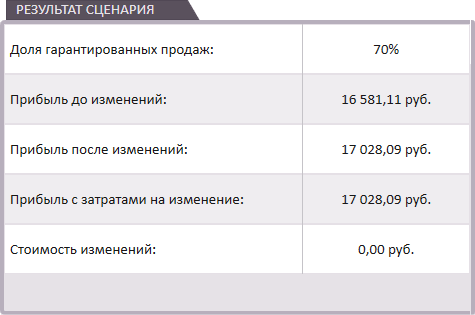 РЕЗУЛЬТАТ СЦЕНАРИЯ
Доля гарантированных продаж: 70%
Прибыль до изменений: 16 581,11 руб.
Прибыль после изменений: 17 028,09 руб.
Прибыль с затратами на изменение: 17 028,09 руб.
Стоимость изменений: 0,00 руб.